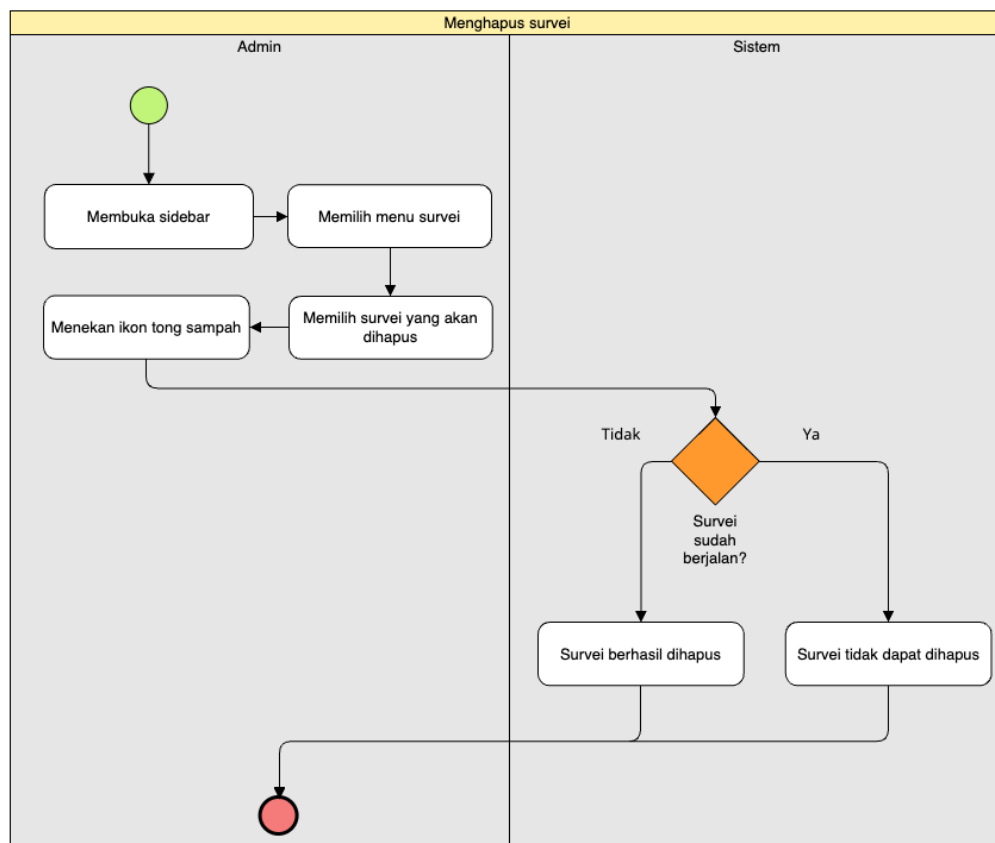 Menghapus survei
Admin
Sistem
Membuka sidebar
Memilih menu survei
Memilih survei yang akan
dihapus
Menekan ikon tong sampah
Tidak
Ya
Survei
sudah
berjalan?
Survei berhasil dihapus
Survei tidak dapat dihapus